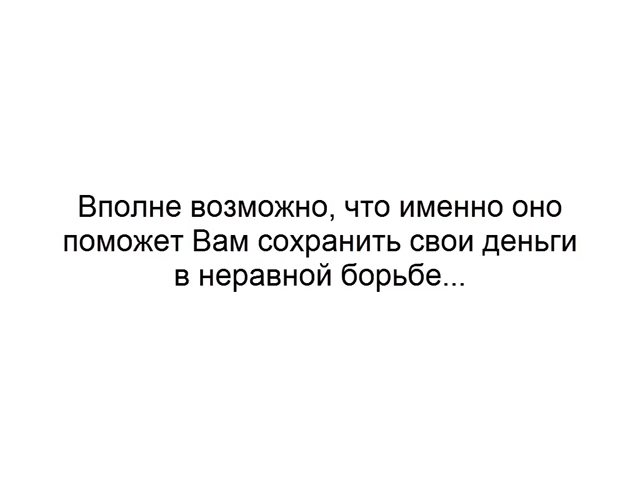 Вполне возможно, что именно оно
поможет Вам сохранить свои деньги
в неравной борьбе...